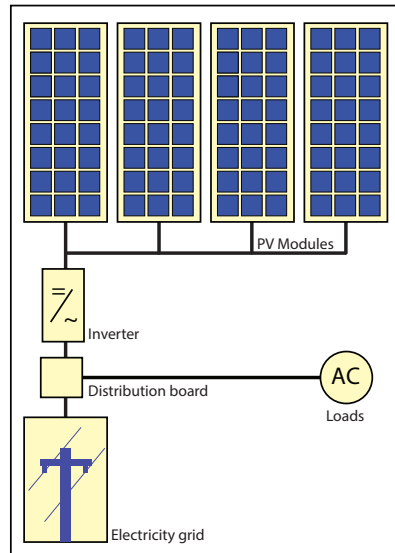 PV Modules
=
~
Inverter
AC
Distribution board
Loads
Electricity grid